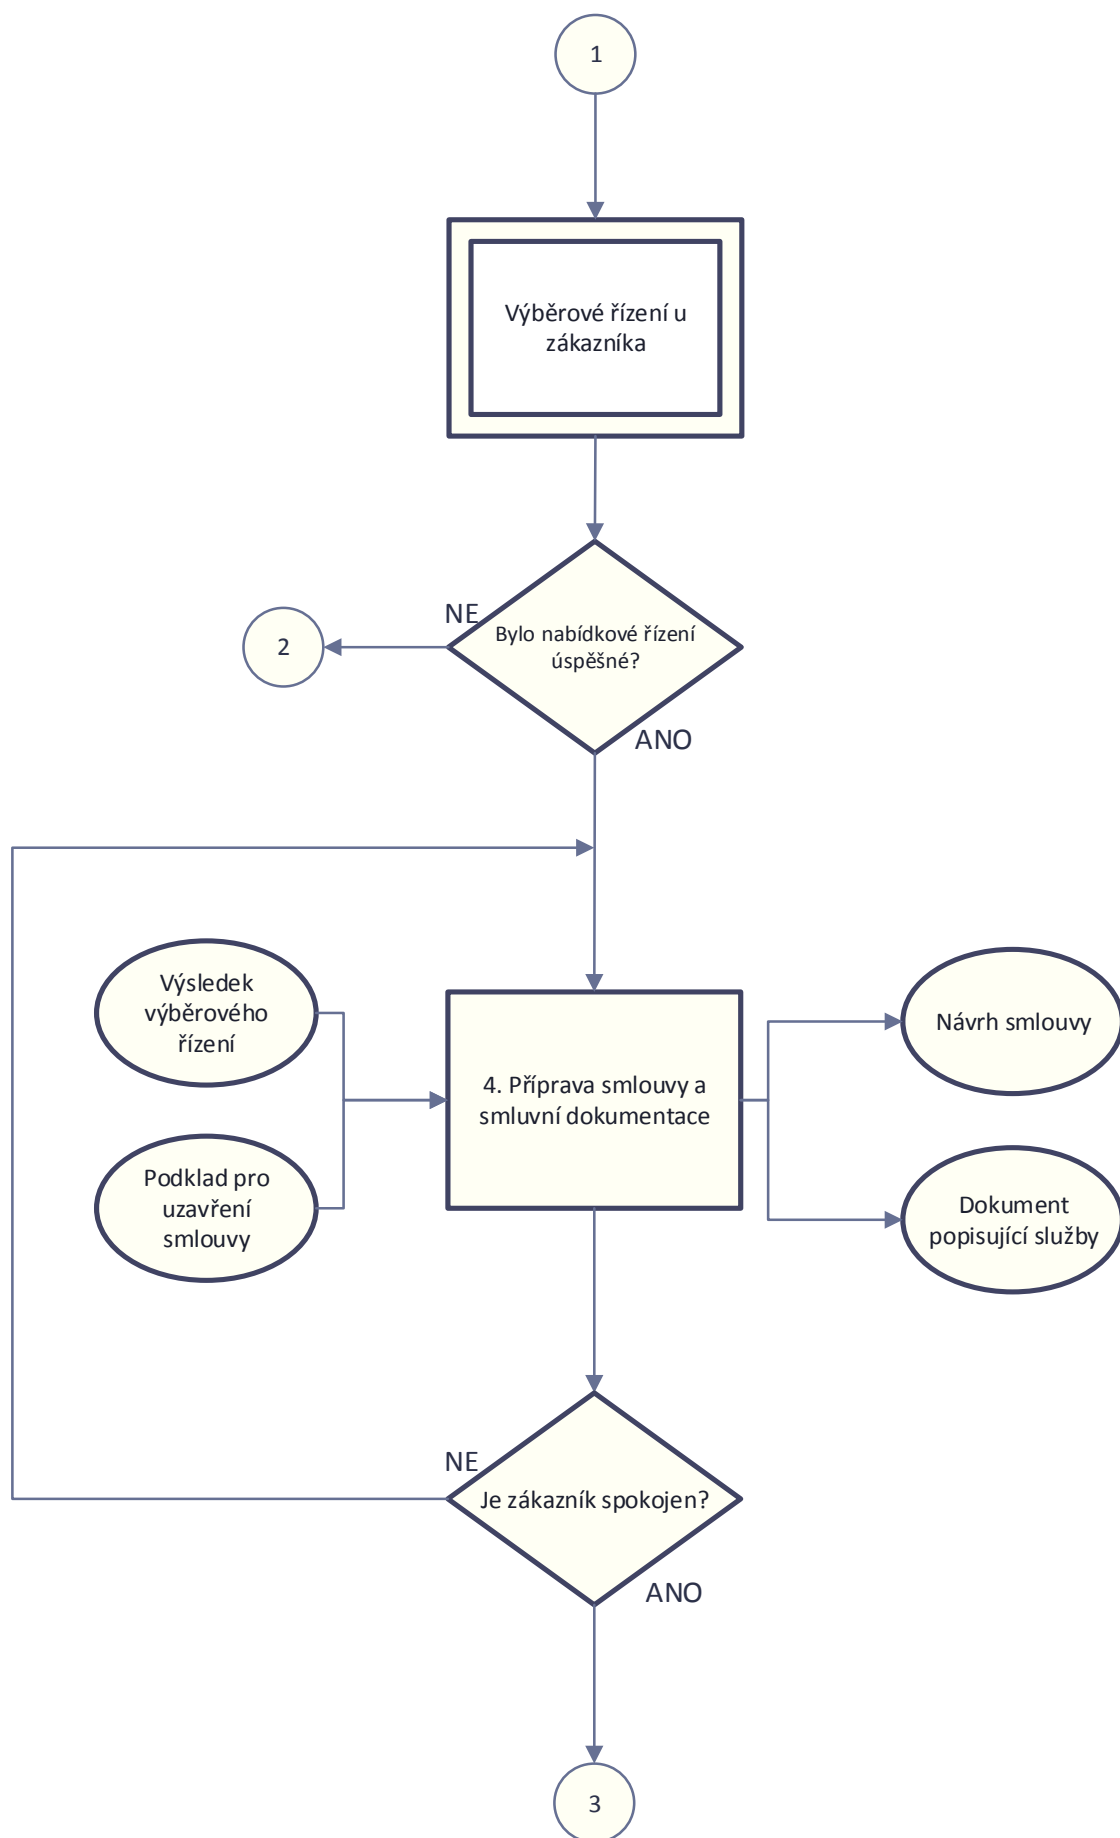 1
Výběrové řízení u
zákazníka
NE
Bylo nabídkové řízení
úspěšné?
2
ANO
Výsledek
výběrového
řízení
Podklad pro
uzavření
smlouvy
4. Příprava smlouvy a
smluvní dokumentace
Návrh smlouvy
Dokument
popisující služby
NE
Je zákazník spokojen?
ANO
3